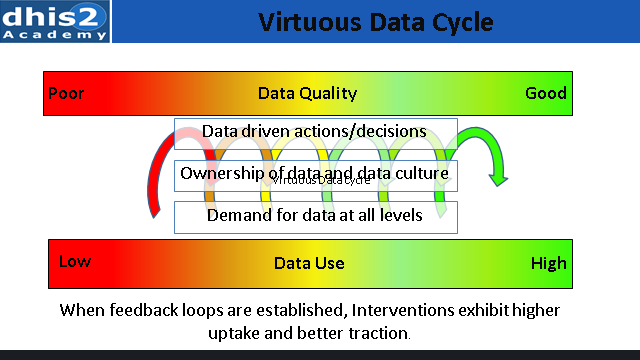 dhis2
Academy
Virtuous Data Cycle
Poor Data Quality Good
Data driven actions/decisions
Ownership of data and data culture
Virtuous Data cycle
Demand for data at all levels
Low Data Use High
When feedback loops are established, Interventions exhibit higher
uptake and better traction.